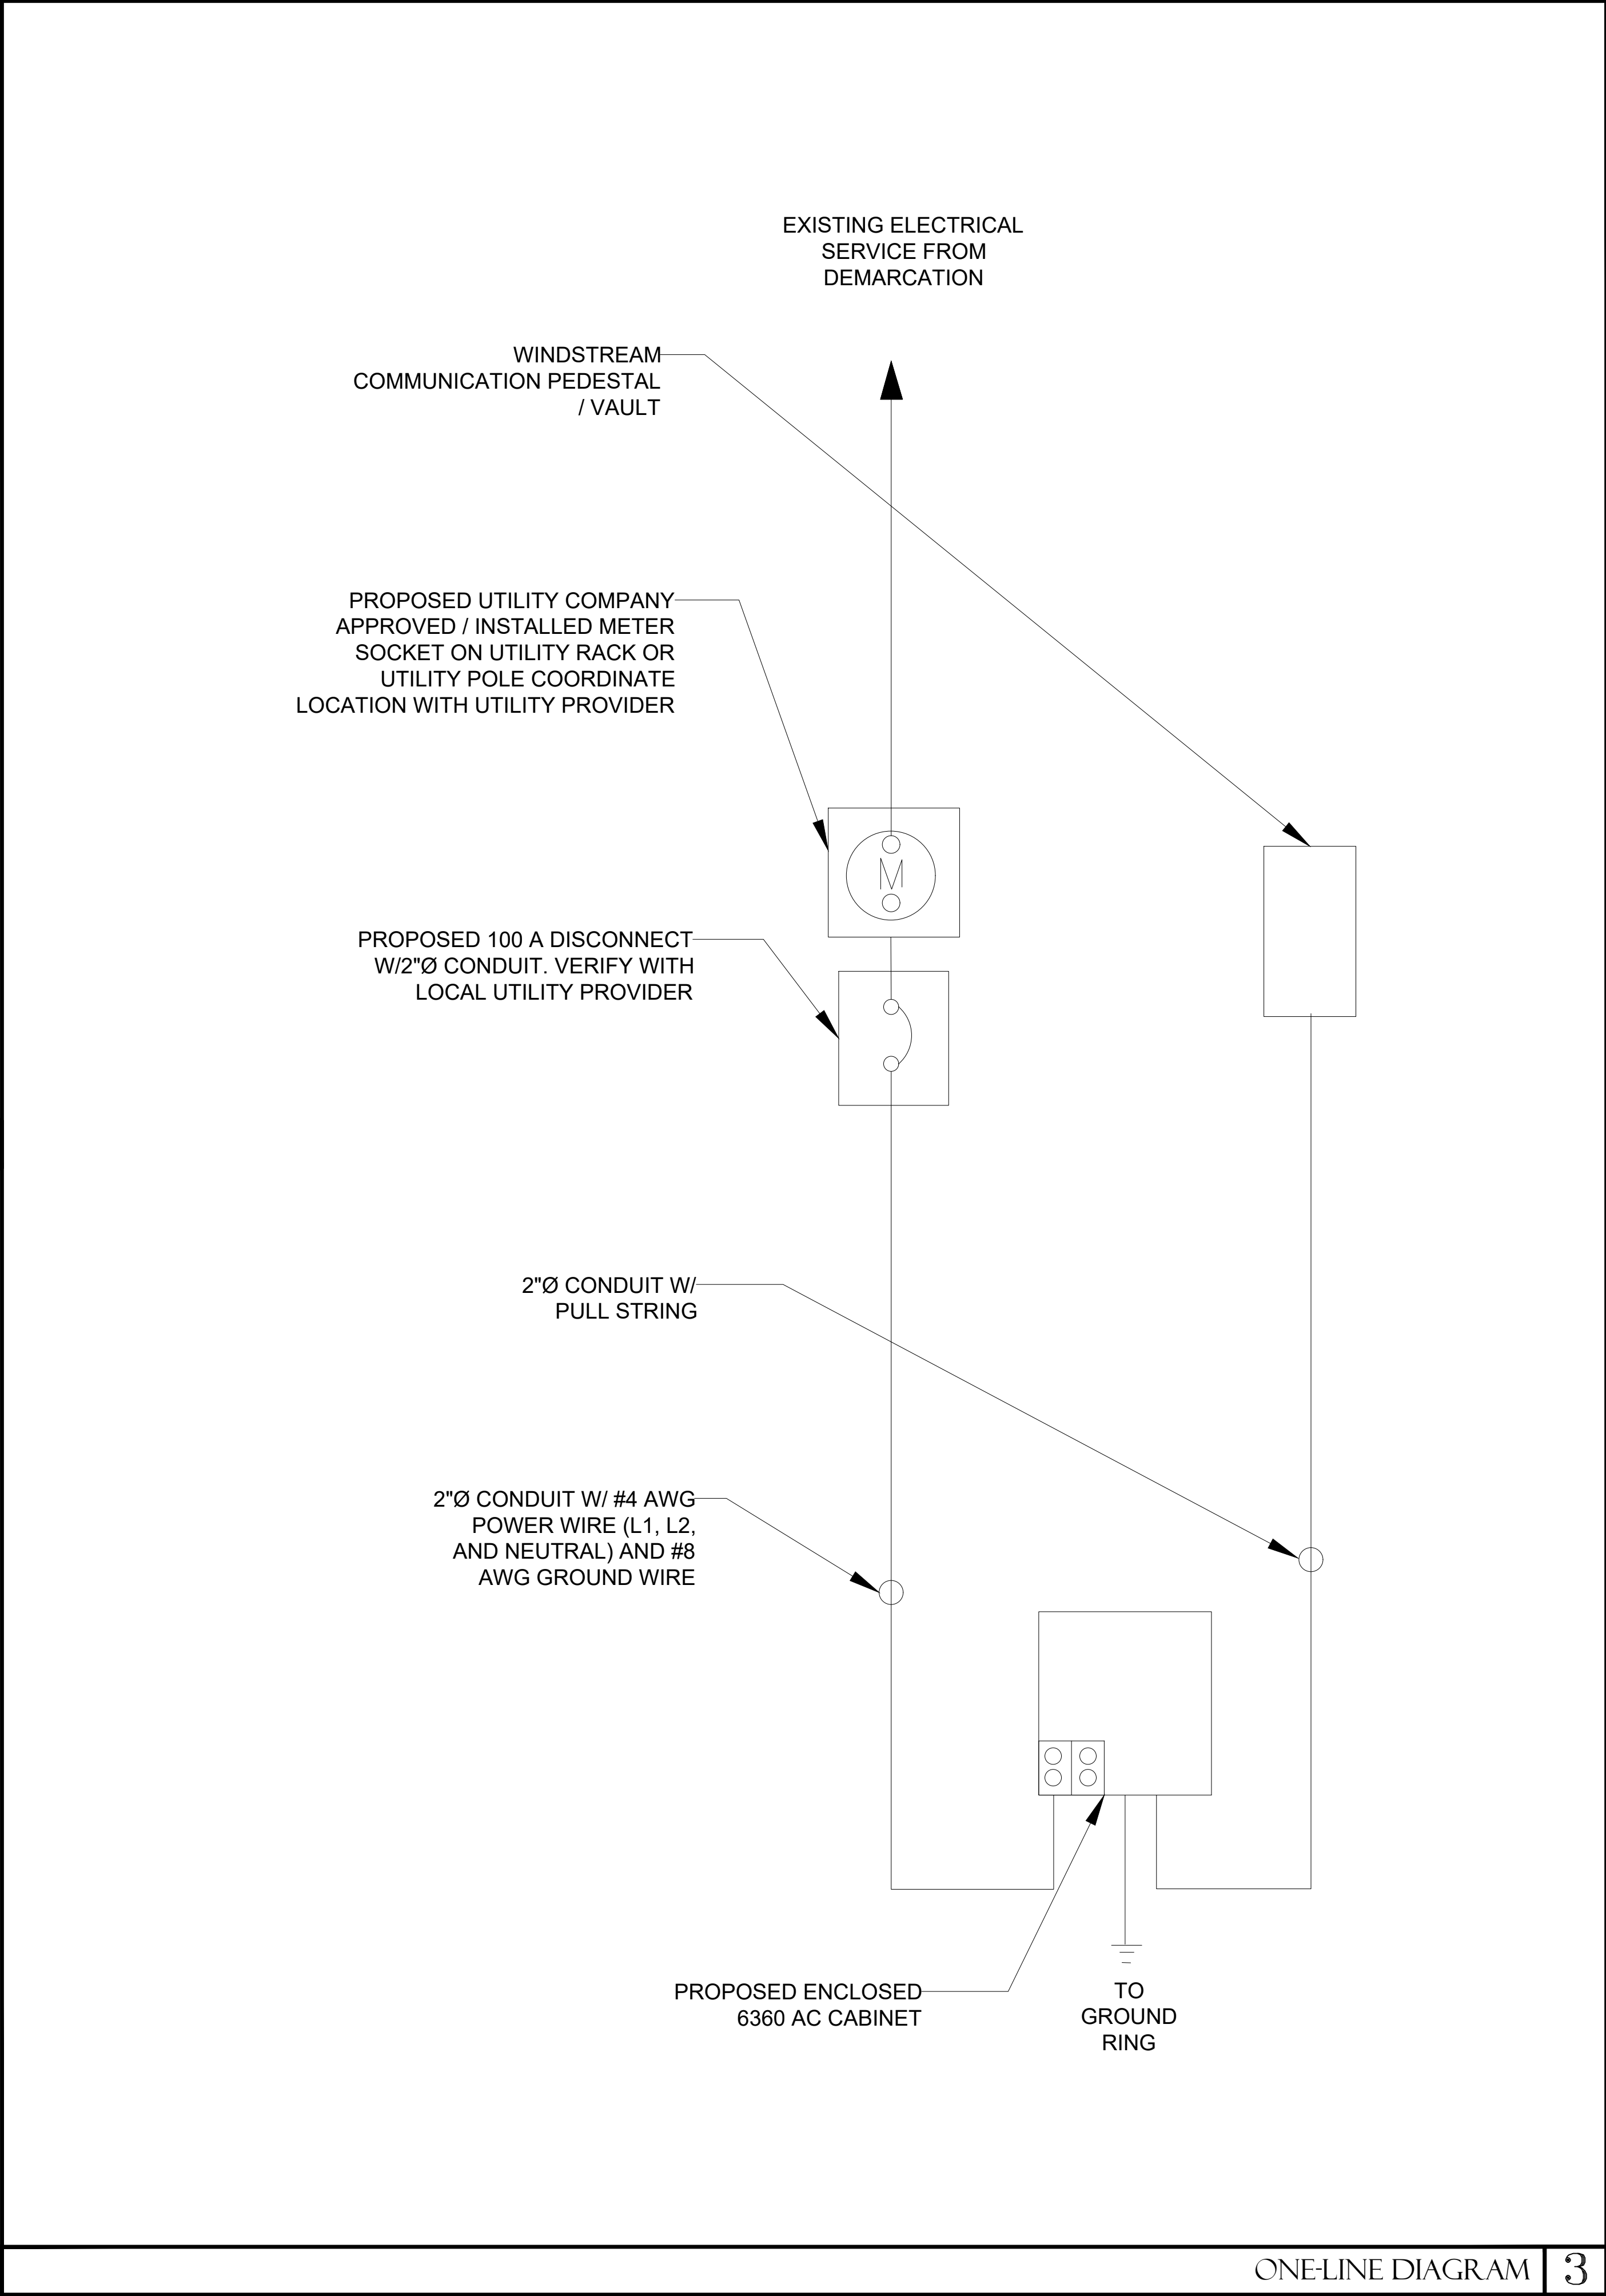 EXISTING ELECTRICAL
SERVICE FROM
DEMARCATION
WINDSTREAM
COMMUNICATION PEDESTAL
/ VAULT
PROPOSED UTILITY COMPANY
APPROVED / INSTALLED METER
SOCKET ON UTILITY RACK OR
UTILITY POLE COORDINATE
LOCATION WITH UTILITY PROVIDER
M
PROPOSED 100 A DISCONNECT
W/2"Ø CONDUIT. VERIFY WITH
LOCAL UTILITY PROVIDER
2"Ø CONDUIT W/
PULL STRING
2"Ø CONDUIT W/ #4 AWG
POWER WIRE (L1, L2,
AND NEUTRAL) AND #8
AWG GROUND WIRE
PROPOSED ENCLOSED
6360 AC CABINET
TO
GROUND
RING
ONE-LINE DIAGRAM
3